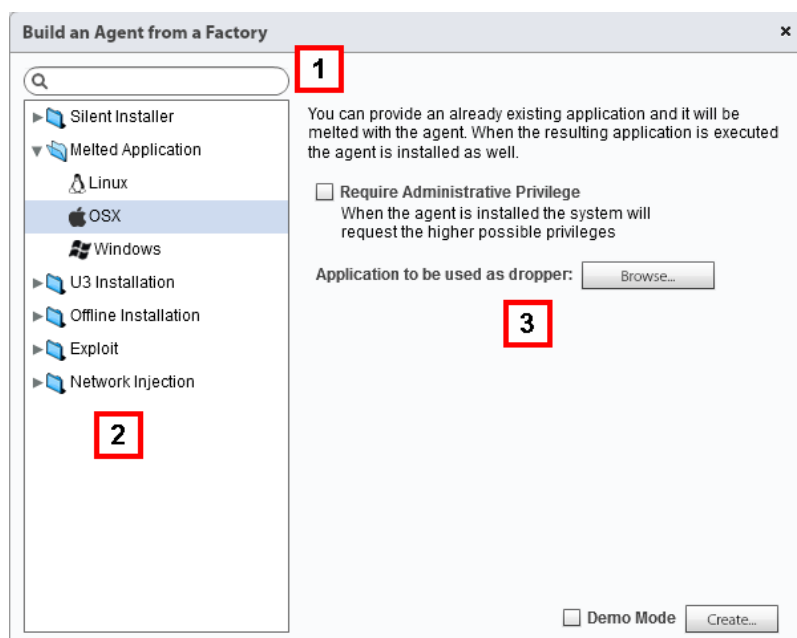 Build an Agent from a Factory
1
You can provide an already existing application and it will be
melted with the agent. When the resulting application is executed
the agent is installed as well.
Silent Installer
Melted Application
Linux
OSX
Windows
U3 Installation
Offline Installation
Exploit
Network Injection
2
Require Administrative Privilege
When the agent is installed the system will
request the higher possible privileges
Application to be used as dropper: Browse...
3
Demo Mode Create...